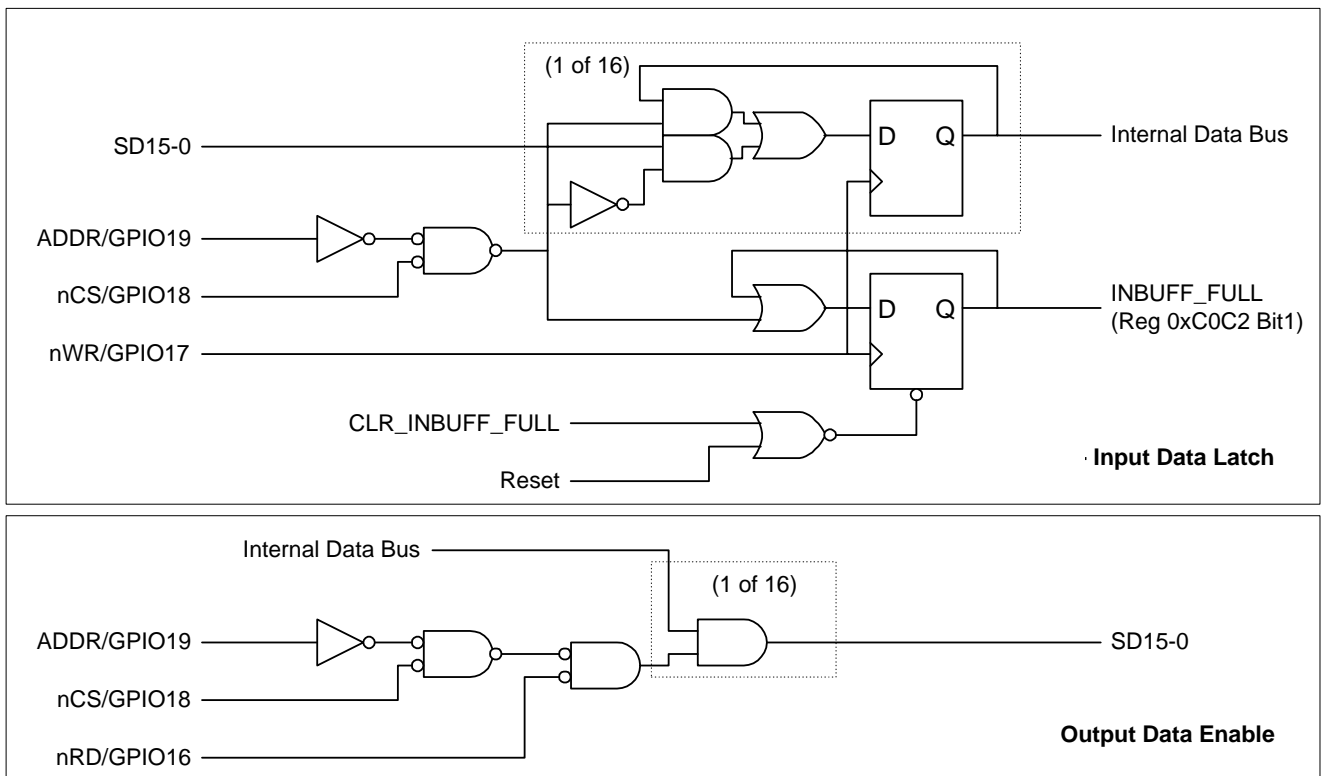 (1 of 16)
SD15-0
D Q
Internal Data Bus
ADDR/GPIO19
nCS/GPIO18
D Q
INBUFF_FULL
(Reg 0xC0C2 Bit1)
nWR/GPIO17
CLR_INBUFF_FULL
Reset
Input Data Latch
Internal Data Bus
(1 of 16)
ADDR/GPIO19
SD15-0
nCS/GPIO18
nRD/GPIO16
Output Data Enable